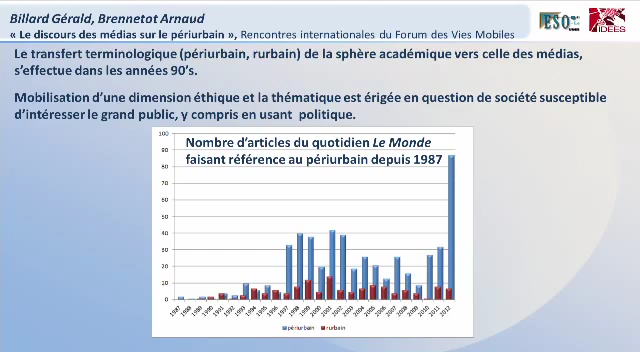 Billard Gérald, Brennetot Arnaud
« Le discours des médias sur le périurbain », Rencontres internationales du Forum des Vies Mobiles
ESO
IDEES
Le transfert terminologique (périurbain, rurbain) de la sphère académique vers celle des médias,
s'effectue dans les années 90's.
Mobilisation d'une dimension éthique et la thématique est érigée en question de société susceptible
d'intéresser le grand public, y compris en usant politique.
Nombre d'articles du quotidien Le Monde
faisant référence au périurbain depuis 1987
100
90
80
70
60
50
40
30
20
10
0
1987 1988 1989 1990 1991 1992 1993 1994 1995 1996 1997 1998 1999 2000 2001 2002 2003 2004 2005 2006 2007 2008 2009 2010 2011 2012
périurbain rurbain